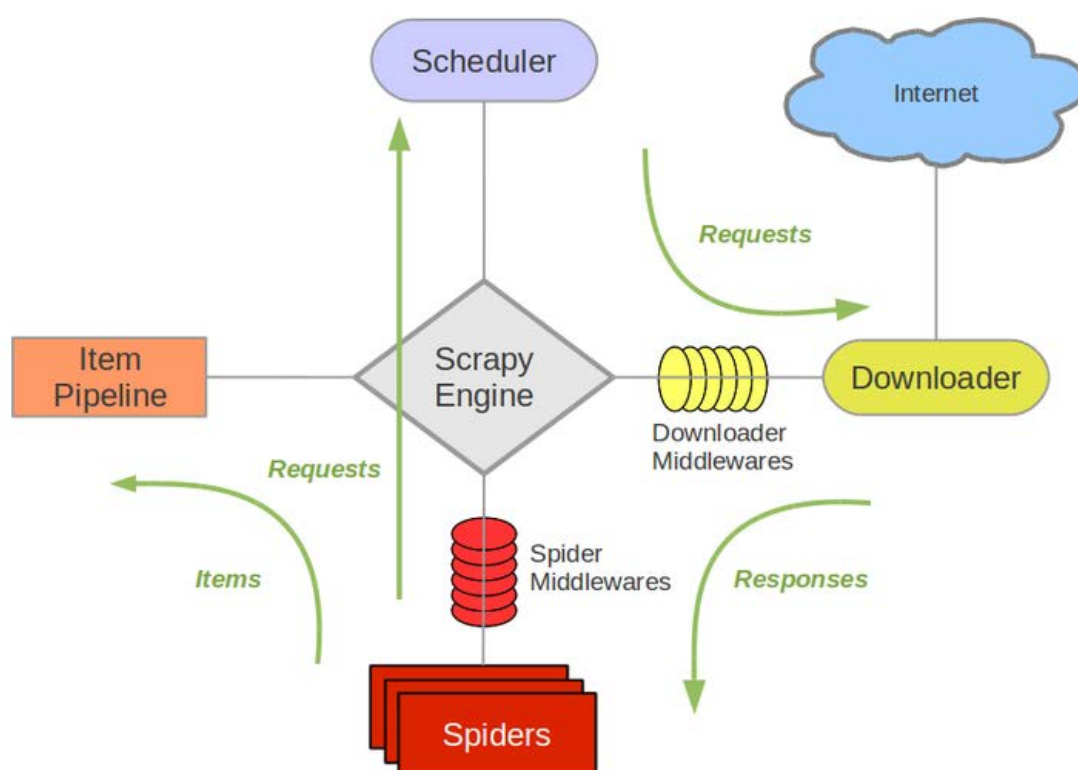 Scheduler
Internet
Requests
Item
Pipeline
Scrapy
Engine
Downloader
Downloader
Middlewares
Requests
Items
Spider
Middlewares
Responses
Spiders